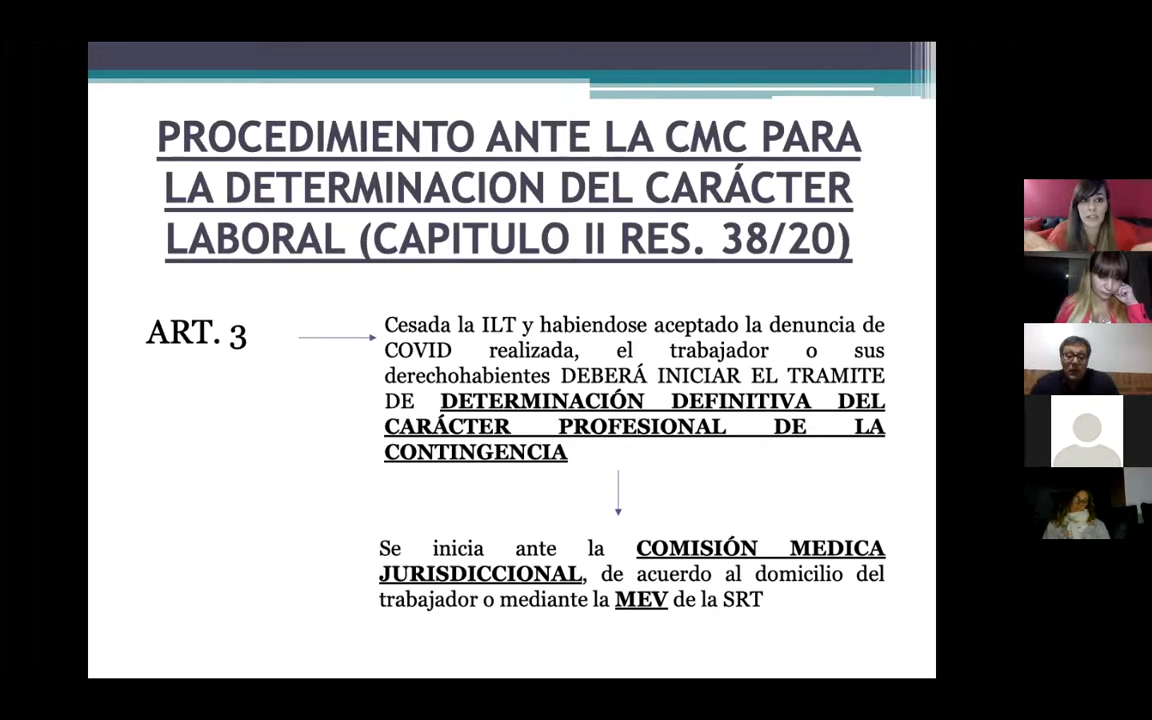 PROCEDIMIENTO ANTE LA CMC PARA
LA DETERMINACION DEL CARÁCTER
LABORAL (CAPITULO II RES. 38/20)
ART. 3
Cesada la ILT y habiendose aceptado la denuncia de
COVID realizada, el trabajador o sus
derechohabientes DEBERÁ INICIAR EL TRAMITE
DE DETERMINACIÓN DEFINITIVA DEL
CARÁCTER PROFESIONAL DE LA
CONTINGENCIA
Se inicia ante la COMISIÓN MEDICA
JURISDICCIONAL, de acuerdo al domicilio del
trabajador o mediante la MEV de la SRT